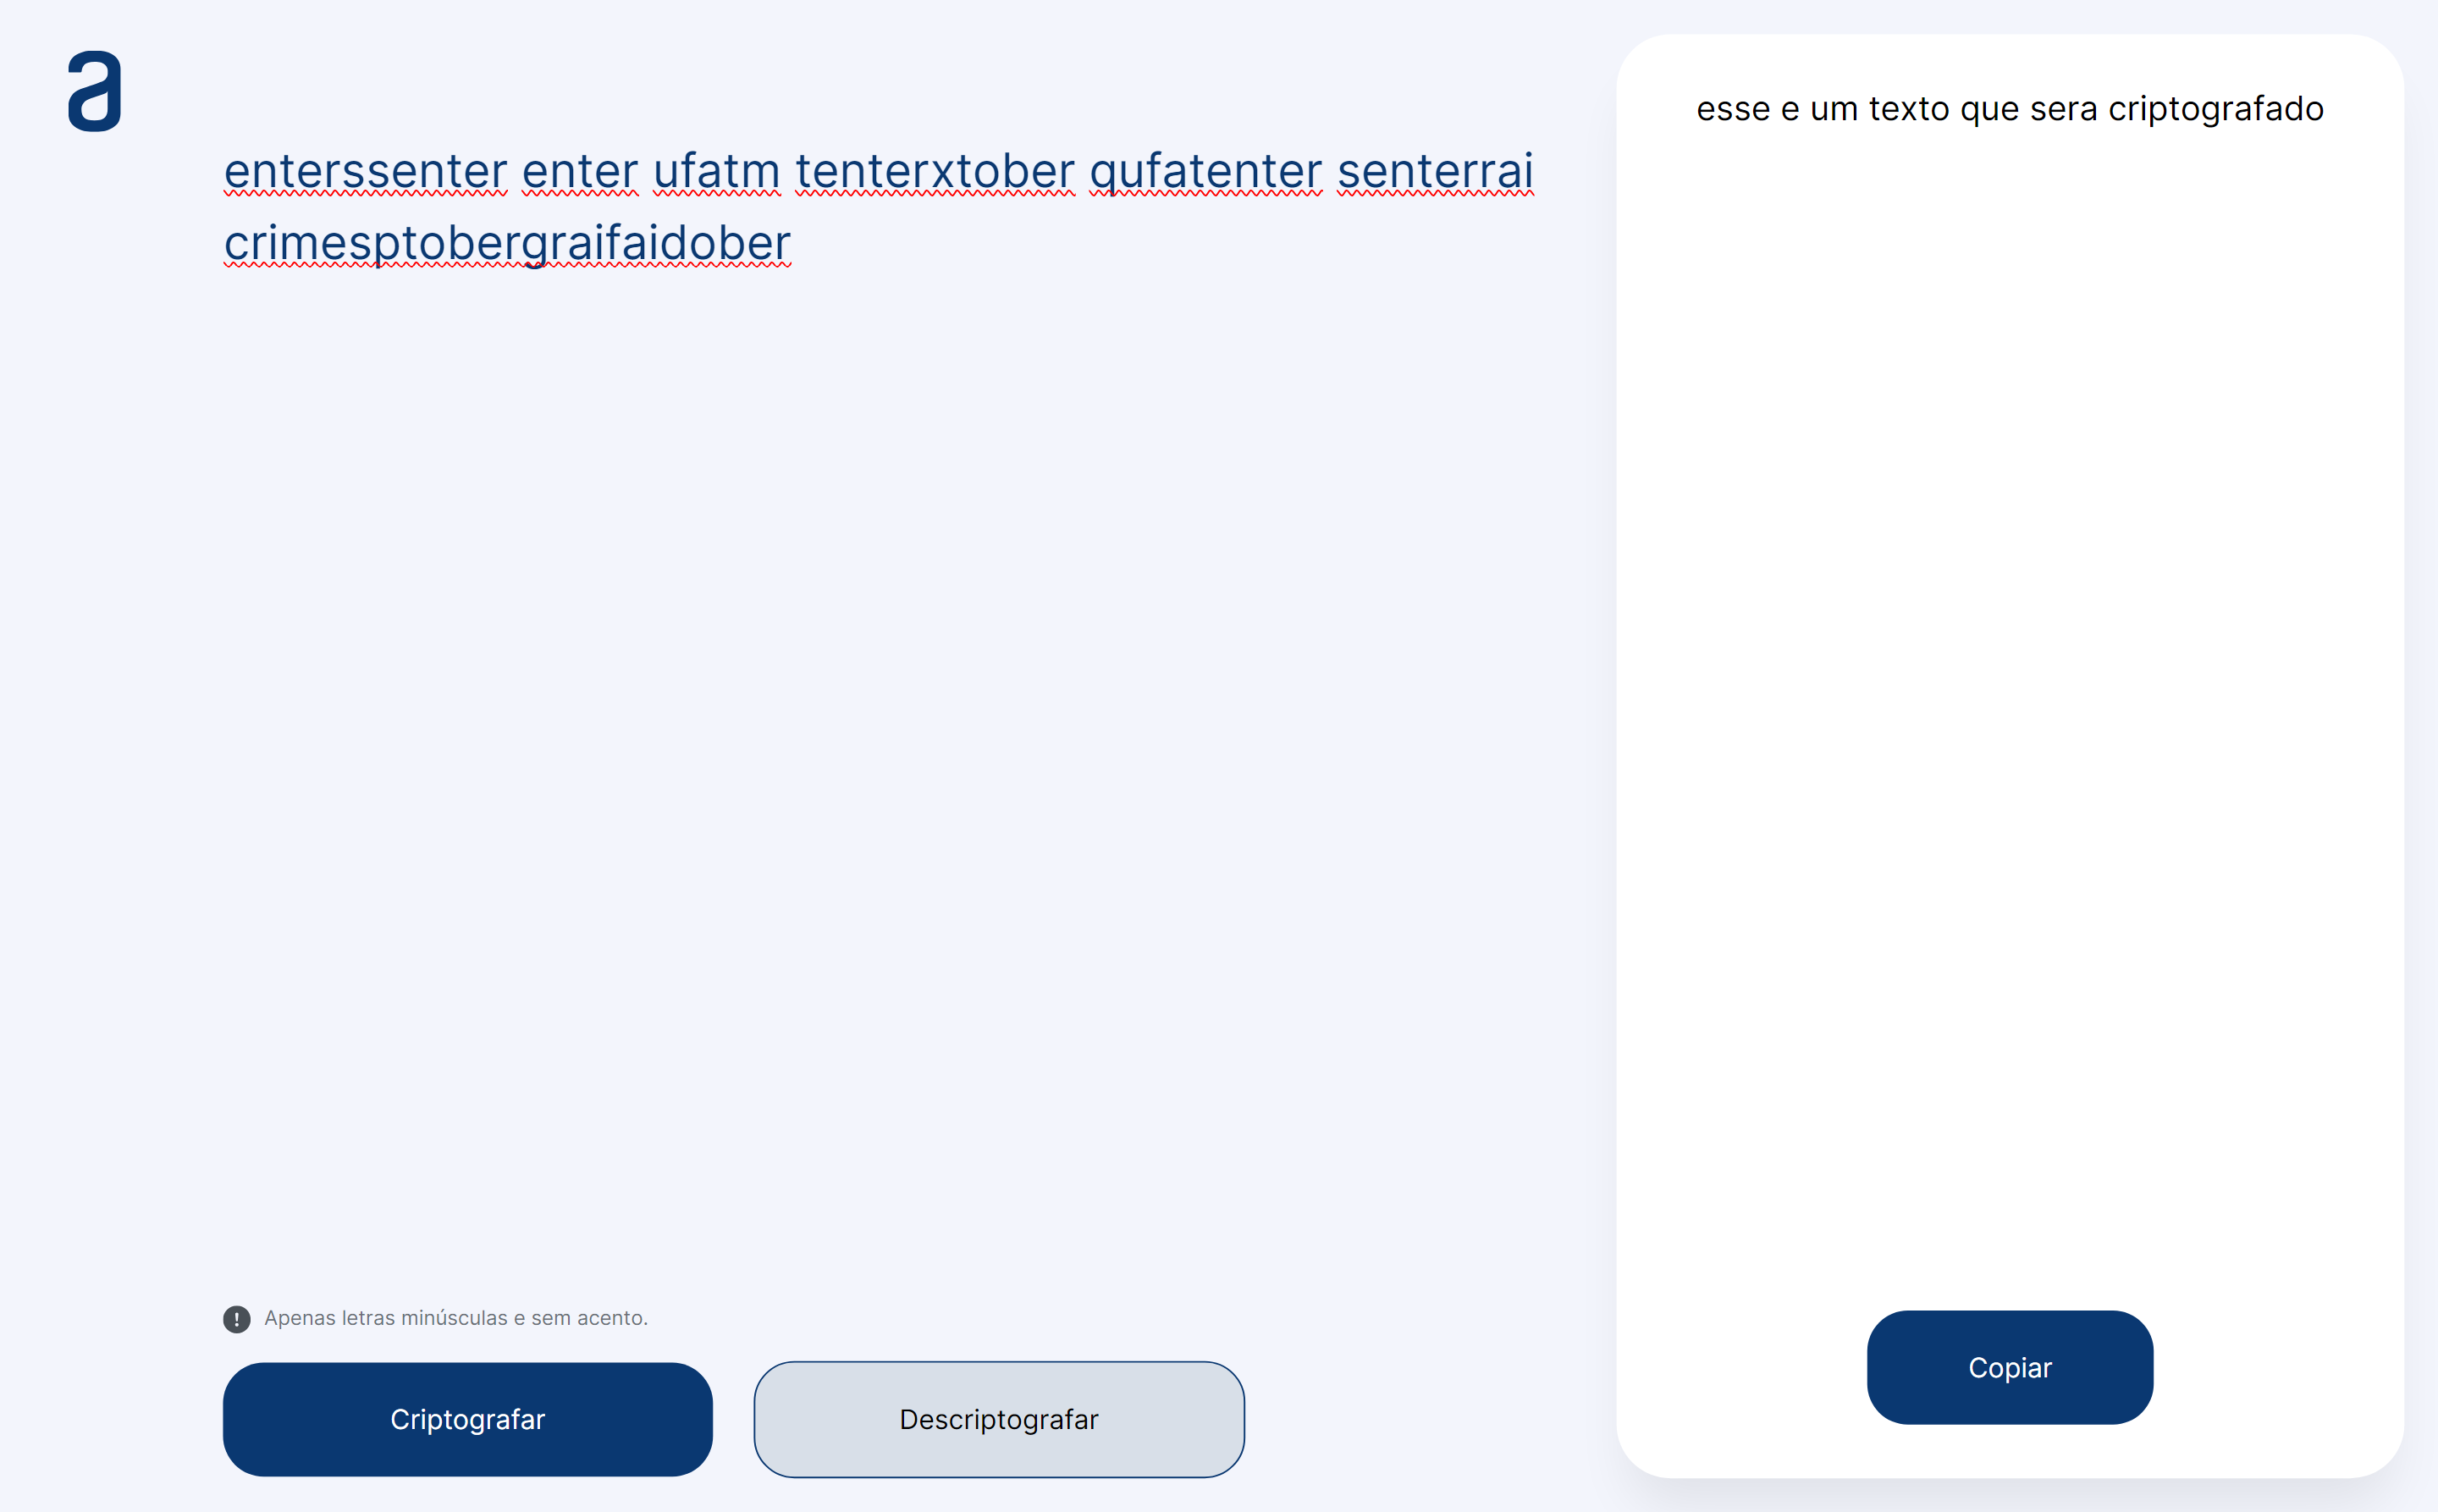 a
enterssenter enter ufatm tenterxtober qufatenter senterrai
crimesptobergraifaidober
esse e um texto que sera criptografado
Apenas letras minúsculas e sem acento.
Criptografar
Descriptografar
Copiar